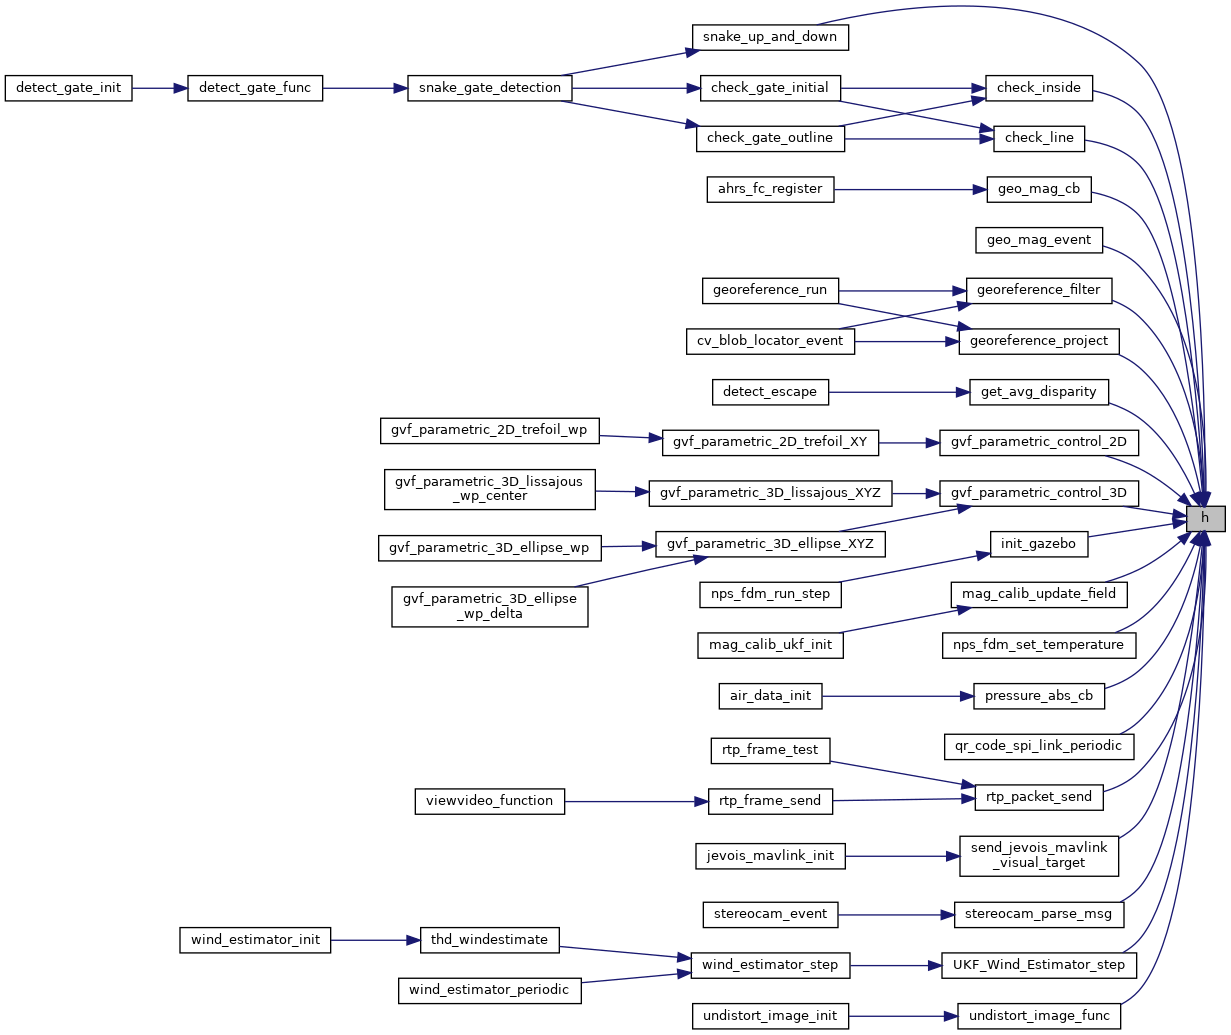 snake_up_and_down
detect_gate_init
detect_gate_func
snake_gate_detection
check_gate_initial
check_inside
check_gate_outline
check_line
ahrs_fc_register
geo_mag_cb
geo_mag_event
georeference_run
georeference_filter
cv_blob_locator_event
georeference_project
detect_escape
get_avg_disparity
gvf_parametric_2D_trefoil_wp
gvf_parametric_2D_trefoil_XY
gvf_parametric_control_2D
gvf_parametric_3D_lissajous
_wp_center
gvf_parametric_3D_lissajous_XYZ
gvf_parametric_control_3D
h
gvf_parametric_3D_ellipse_wp
gvf_parametric_3D_ellipse_XYZ
init_gazebo
gvf_parametric_3D_ellipse
_wp_delta
nps_fdm_run_step
mag_calib_update_field
mag_calib_ukf_init
nps_fdm_set_temperature
air_data_init
pressure_abs_cb
rtp_frame_test
qr_code_spi_link_periodic
viewvideo_function
rtp_frame_send
rtp_packet_send
jevois_mavlink_init
send_jevois_mavlink
_visual_target
stereocam_event
stereocam_parse_msg
wind_estimator_init
thd_windestimate
wind_estimator_step
UKF_Wind_Estimator_step
wind_estimator_periodic
undistort_image_init
undistort_image_func